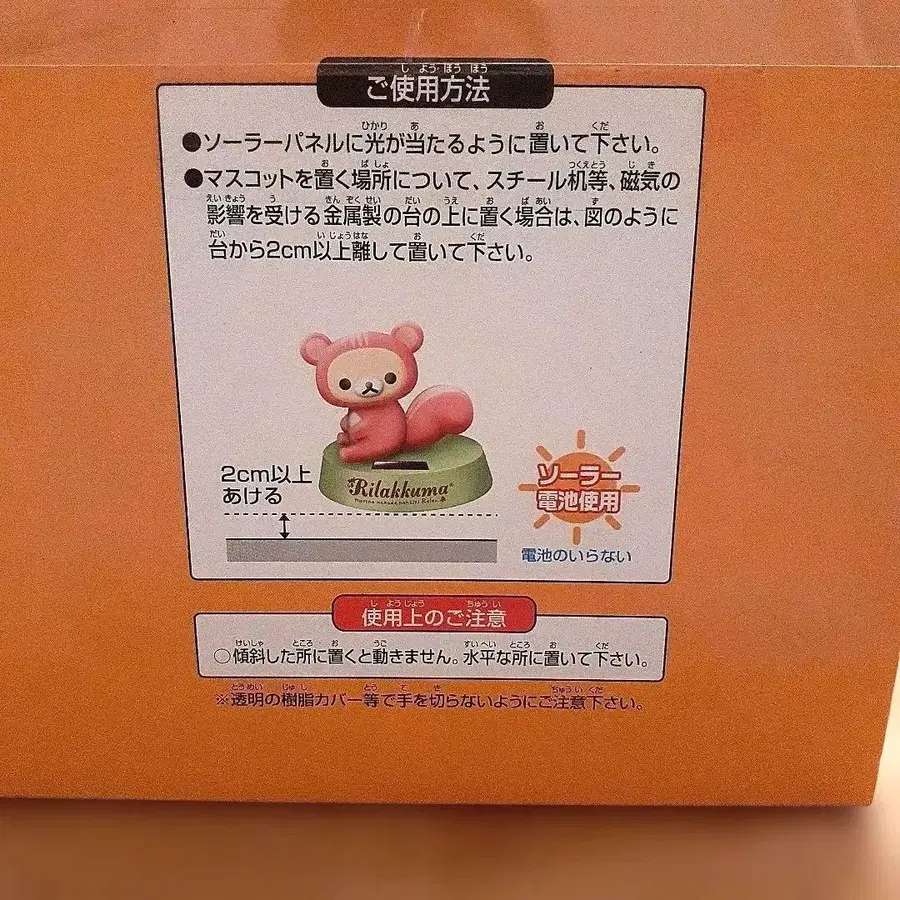 ご使用方法
●ソーラーパネルに光が当たるように置いて下さい。
●マスコットを置く場所について、スチール机等、磁気の
影響を受ける金属製の台の上に置く場合は、図のように
台から2cm以上離して置いて下さい。
2cm以上
あける
Rilakkuma
ソーラー
電池使用
電池のいらない
使用上のご注意
○傾斜した所に置くと動きません。水平な所に置いて下さい。
※透明の樹脂カバー等で手を切らないようにご注意下さい。